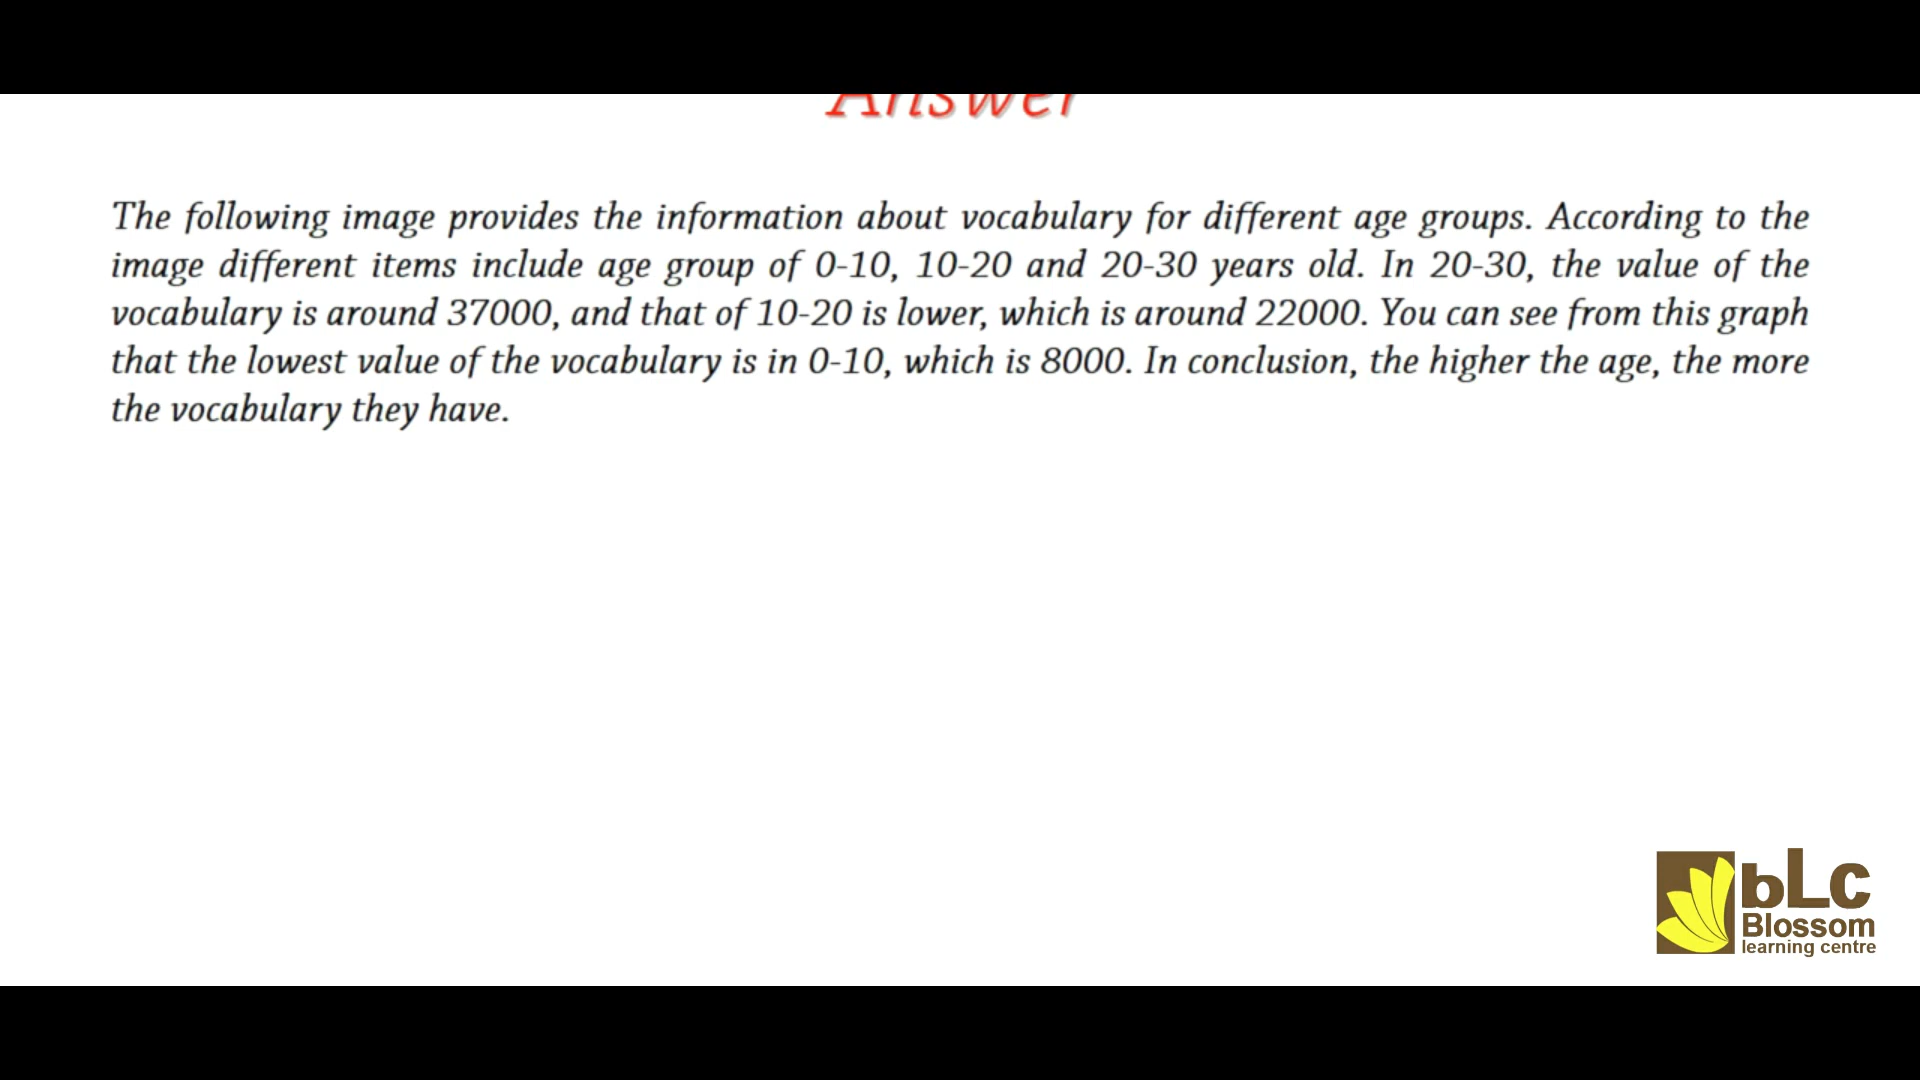 Answer
The following image provides the information about vocabulary for different age groups. According to the
image different items include age group of 0-10, 10-20 and 20-30 years old. In 20-30, the value of the
vocabulary is around 37000, and that of 10-20 is lower, which is around 22000. You can see from this graph
that the lowest value of the vocabulary is in 0-10, which is 8000. In conclusion, the higher the age, the more
the vocabulary they have.
bLc
Blossom
learning centre